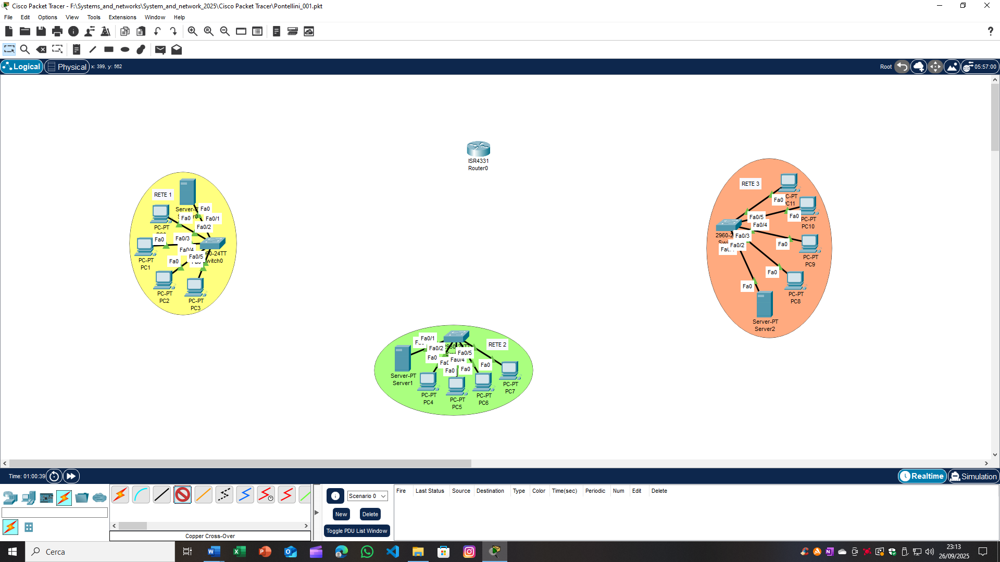 Cisco Packet Tracer - F:\Systems_and_networks\System_and_network_2025\Cisco Packet Tracer\Pontellini_001.pkt
File Edit Options View Tools Extensions Window Help
Logical Physical x: 399, y: 562 Root 05:57:00
ISR4331
Router0
RETE 1
Server-P
Fa0
Fa0
Fa0/1
Fa0/2
PC-PT
Fa0
Fa0/3
Fa0/4
Fa0/5
60-24TT
witch0
Fa0
PC-PT
PC1
PC-PT
PC2
PC-PT
PC3
RETE 2
Fa0/1
Fa0/2
Fa0/5
Fa0/4
Fa0
Fa0
Fa0
Fa0
Server-PT
Server1
PC-PT
PC4
PC-PT
PC5
PC-PT
PC6
PC-PT
PC7
RETE 3
Fa0
C-PT
C11
Fa0/5
Fa0/4
Fa0
PC-PT
PC10
2960-2
Fa0/3
Fa0/2
Fa0
PC-PT
PC9
Fa0
Fa0
PC-PT
PC8
Server-PT
Server2
Time: 01:00:39 Realtime Simulation
Scenario 0
New Delete
Toggle PDU List Window
Fire Last Status Source Destination Type Color Time(sec) Periodic Num Edit Delete
Copper Cross-Over
Cerca
23:13
26/09/2025